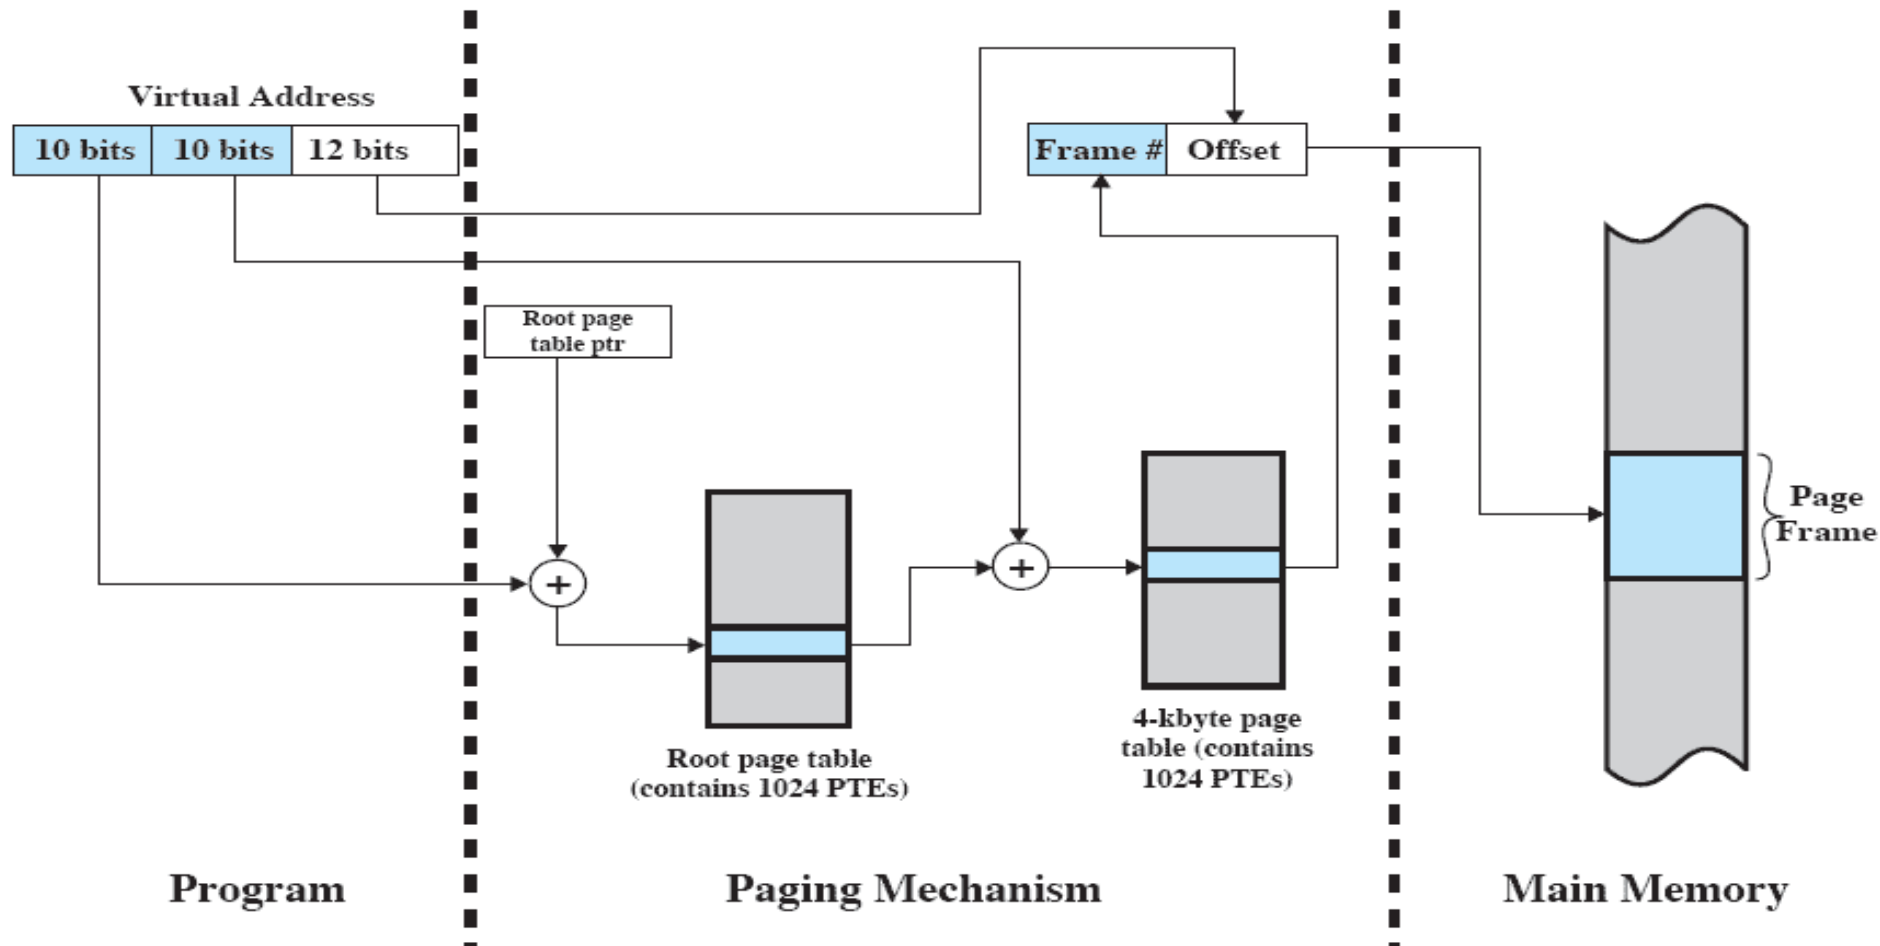 Virtual Address
10 bits 10 bits 12 bits
Frame # Offset
Root page
table ptr
+
+
Page
Frame
Root page table
(contains 1024 PTEs)
4-kbyte page
table (contains
1024 PTEs)
Program
Paging Mechanism
Main Memory